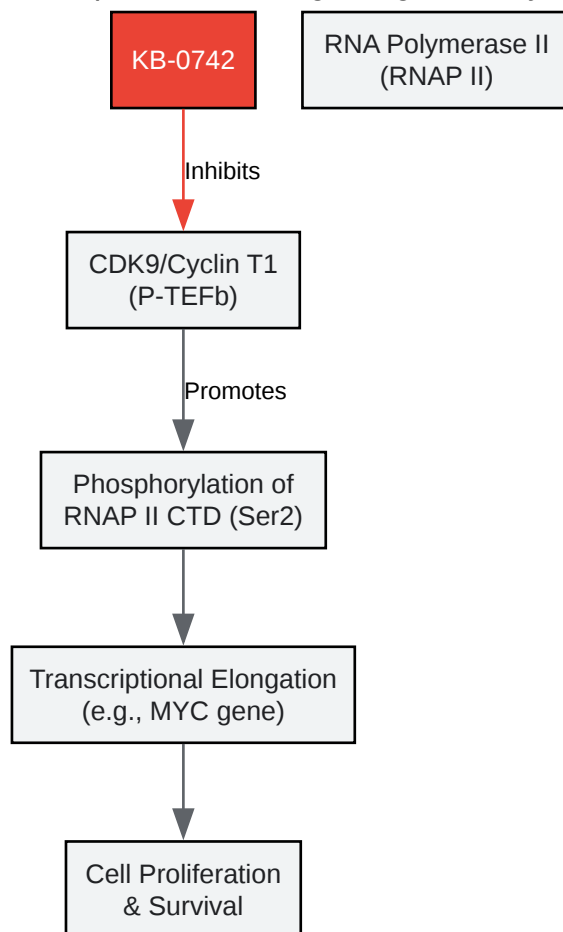 KB-0742
RNA Polymerase II
(RNAP II)
Inhibits
CDK9/Cyclin T1
(P-TEFb)
Promotes
Phosphorylation of
RNAP II CTD (Ser2)
Transcriptional Elongation
(e.g., MYC gene)
Cell Proliferation
& Survival